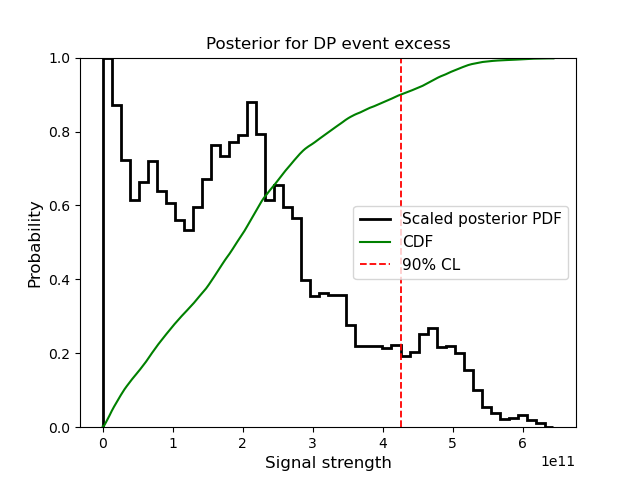 Posterior for DP event excess
1.0
0.8
0.6
0.4
0.2
0.0
Probability
Scaled posterior PDF
CDF
90% CL
0 1 2 3 4 5 6
1e11
Signal strength